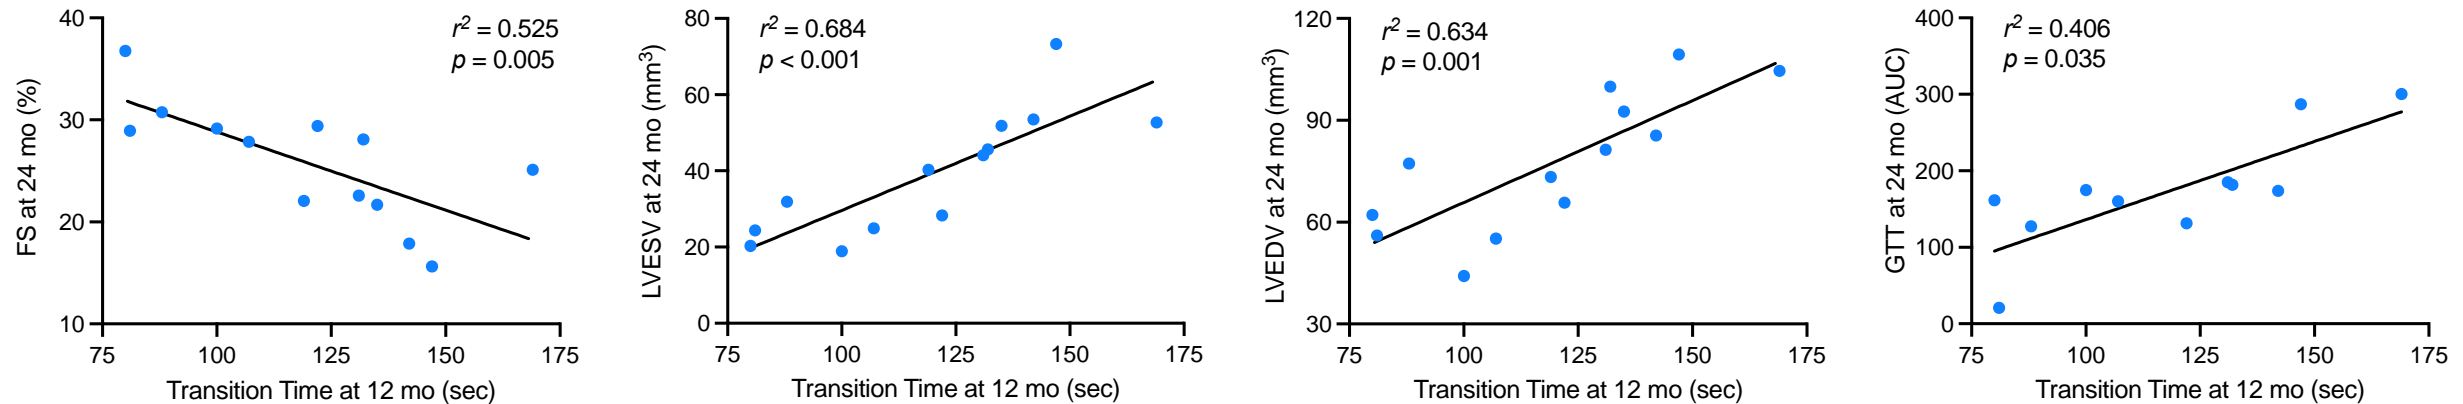 40
30
20
10
FS at 24 mo (%)
r² = 0.525
p = 0.005
75 100 125 150 175
Transition Time at 12 mo (sec)
80
60
40
20
0
LVESV at 24 mo (mm³)
r² = 0.684
p < 0.001
75 100 125 150 175
Transition Time at 12 mo (sec)
120
90
60
30
LVEDV at 24 mo (mm³)
r² = 0.634
p = 0.001
75 100 125 150 175
Transition Time at 12 mo (sec)
400
300
200
100
0
GTT at 24 mo (AUC)
r² = 0.406
p = 0.035
75 100 125 150 175
Transition Time at 12 mo (sec)